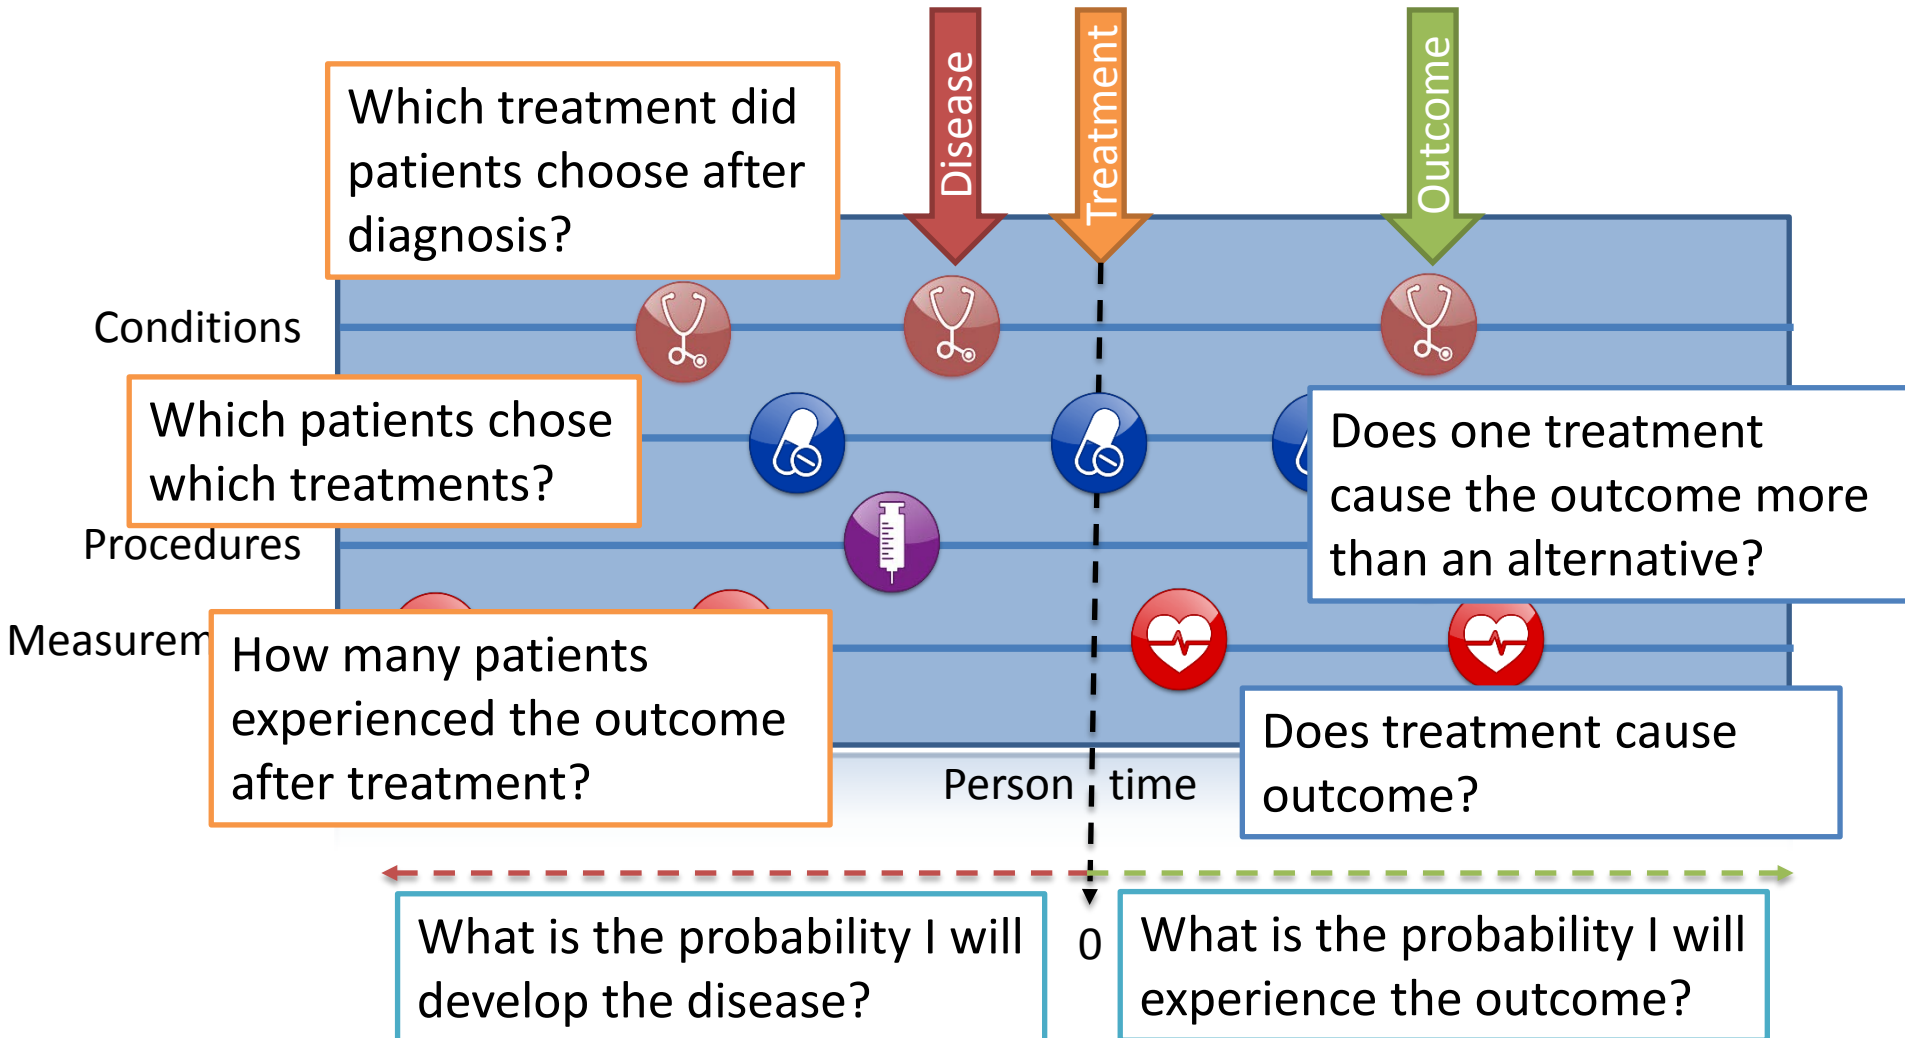 Disease
Treatment
Outcome
Which treatment did
patients choose after
diagnosis?
Conditions
Which patients chose
which treatments?
Does one treatment
cause the outcome more
than an alternative?
Procedures
Measurem
How many patients
experienced the outcome
after treatment?
Does treatment cause
outcome?
Person time
What is the probability I will
develop the disease?
0
What is the probability I will
experience the outcome?